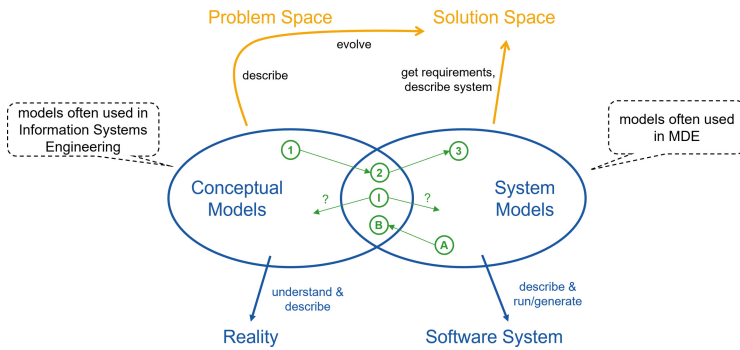 Problem Space
Solution Space
evolve
describe
get requirements,
describe system
models often used in
Information Systems
Engineering
models often used
in MDE
1
2
3
Conceptual
Models
I
?
?
System
Models
B
A
understand &
describe
describe &
run/generate
Reality
Software System